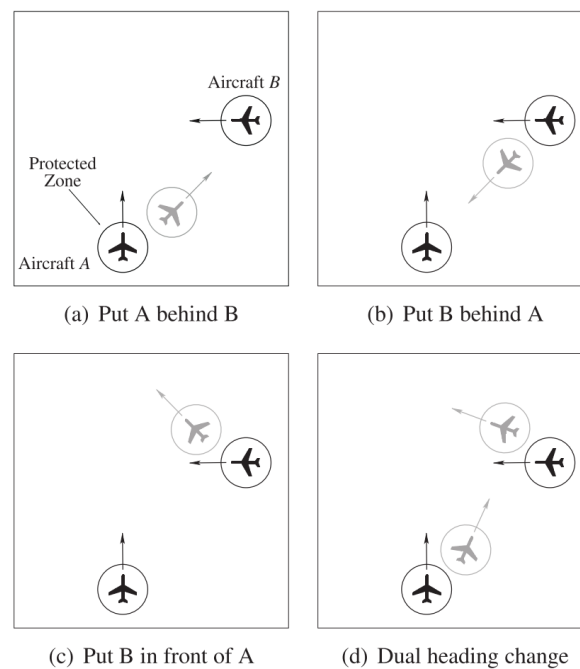 Aircraft B
Protected
Zone
Aircraft A
(a) Put A behind B
(b) Put B behind A
(c) Put B in front of A
(d) Dual heading change